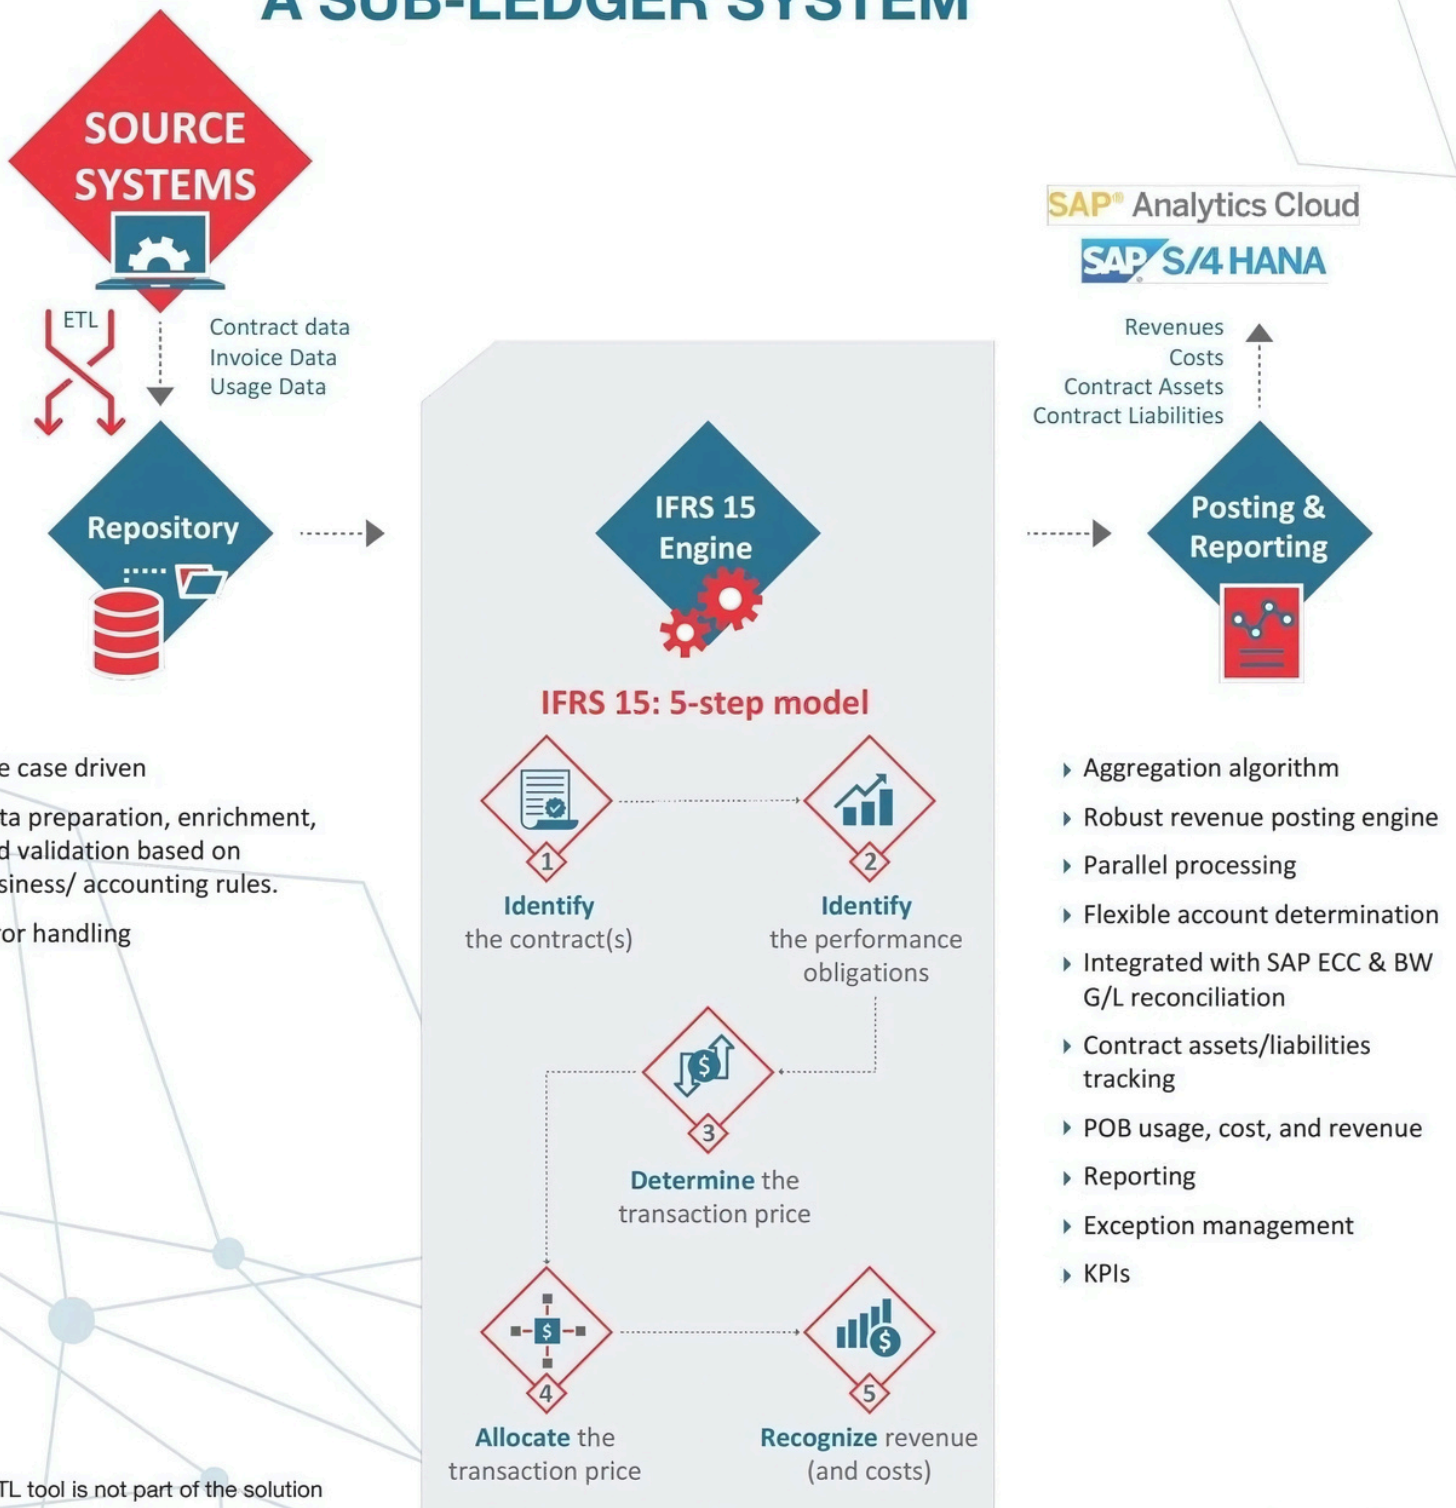 A SUB-LEDGER SYSTEM
SOURCE
SYSTEMS
ETL
Contract data
Invoice Data
Usage Data
Repository
case driven
preparation, enrichment,
validation based on
accounting rules.
handling
tool is not part of the solution
IFRS 15
Engine
IFRS 15: 5-step model
1
Identify
the contract(s)
2
Identify
the performance
obligations
3
Determine the
transaction price
4
Allocate the
transaction price
5
Recognize revenue
(and costs)
SAP® Analytics Cloud
SAP® S/4 HANA
Revenues
Costs
Contract Assets
Contract Liabilities
Posting &
Reporting
Aggregation algorithm
Robust revenue posting engine
Parallel processing
Flexible account determination
Integrated with SAP ECC & BW
G/L reconciliation
Contract assets/liabilities
tracking
POB usage, cost, and revenue
Reporting
Exception management
KPIs